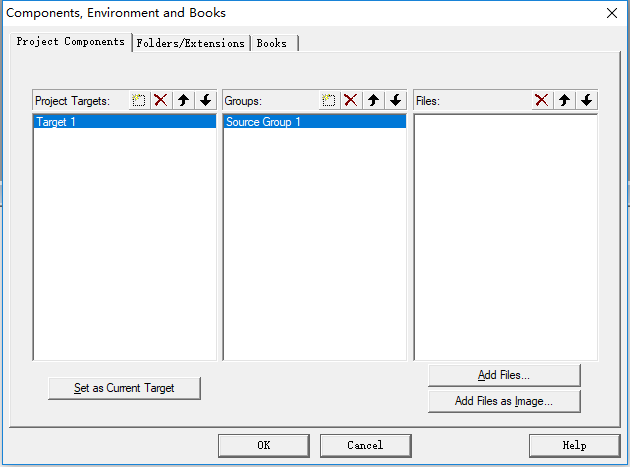 Components, Environment and Books
Project Components Folders/Extensions Books
Project Targets: Groups: Files:
Target 1 Source Group 1
Set as Current Target
Add Files...
Add Files as Image...
OK Cancel Help